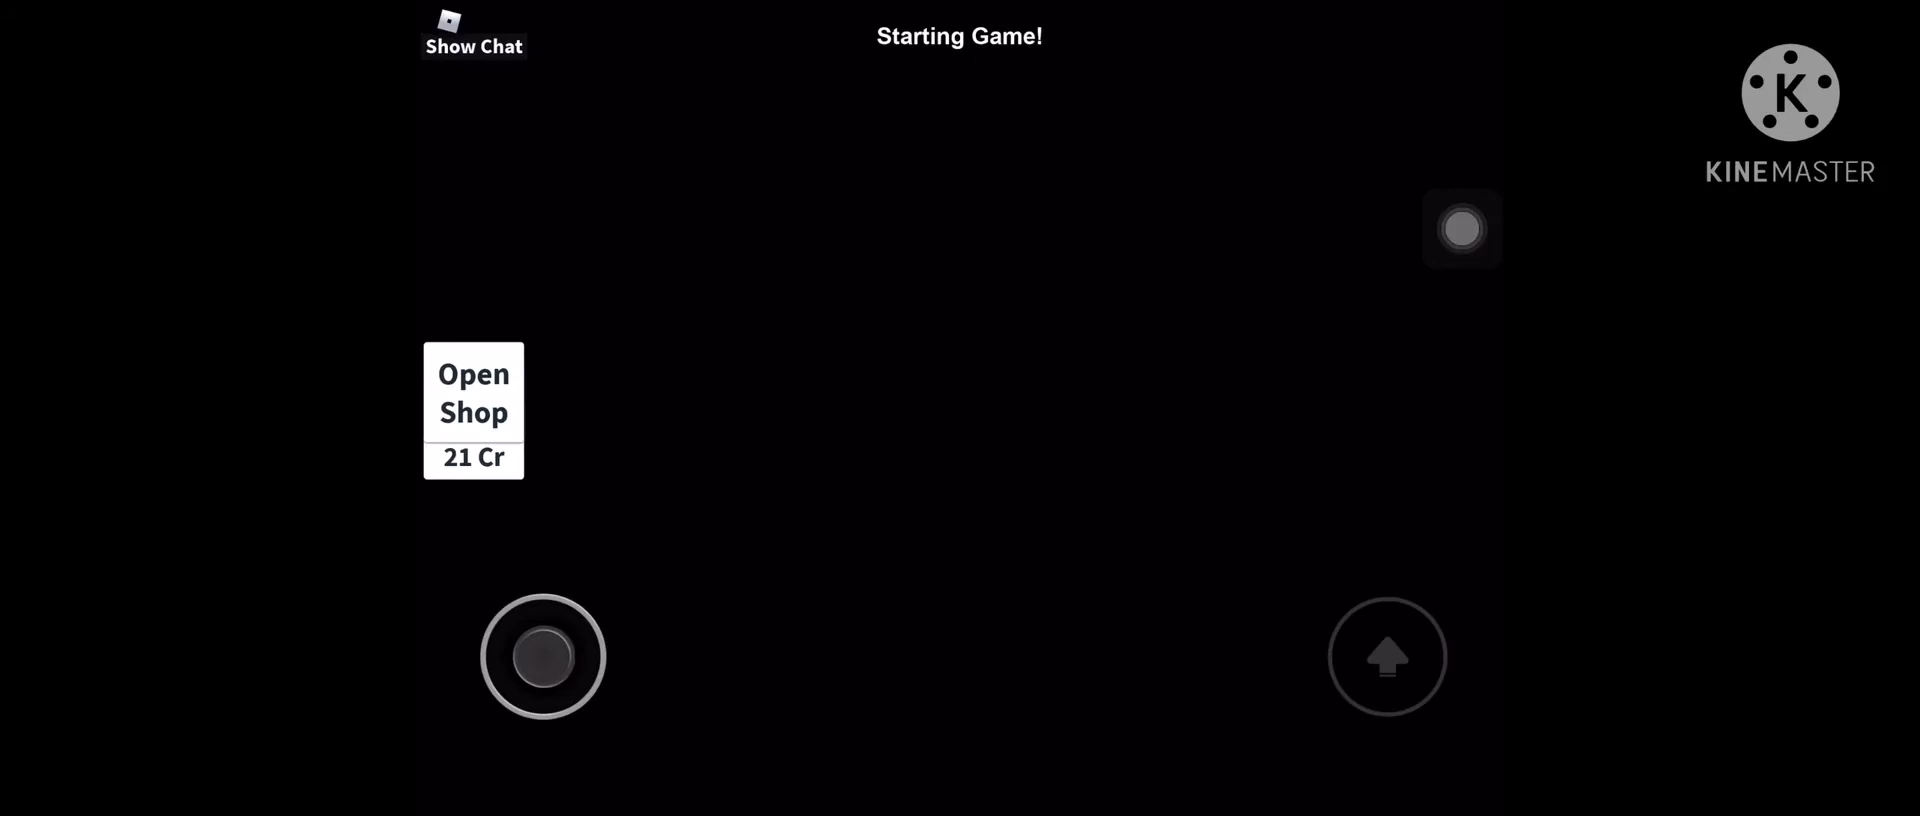 Show Chat
Starting Game!
K
KINEMASTER
Open
Shop
21 Cr